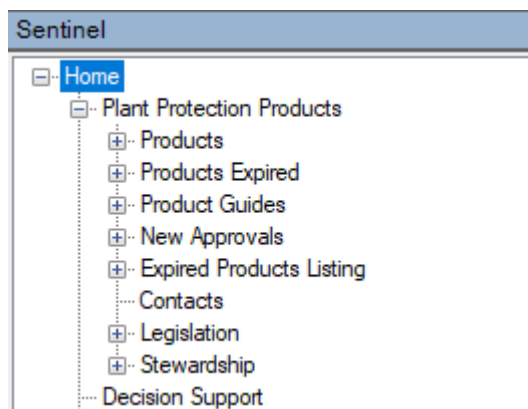 Sentinel
Home
Plant Protection Products
Products
Products Expired
Product Guides
New Approvals
Expired Products Listing
Contacts
Legislation
Stewardship
Decision Support